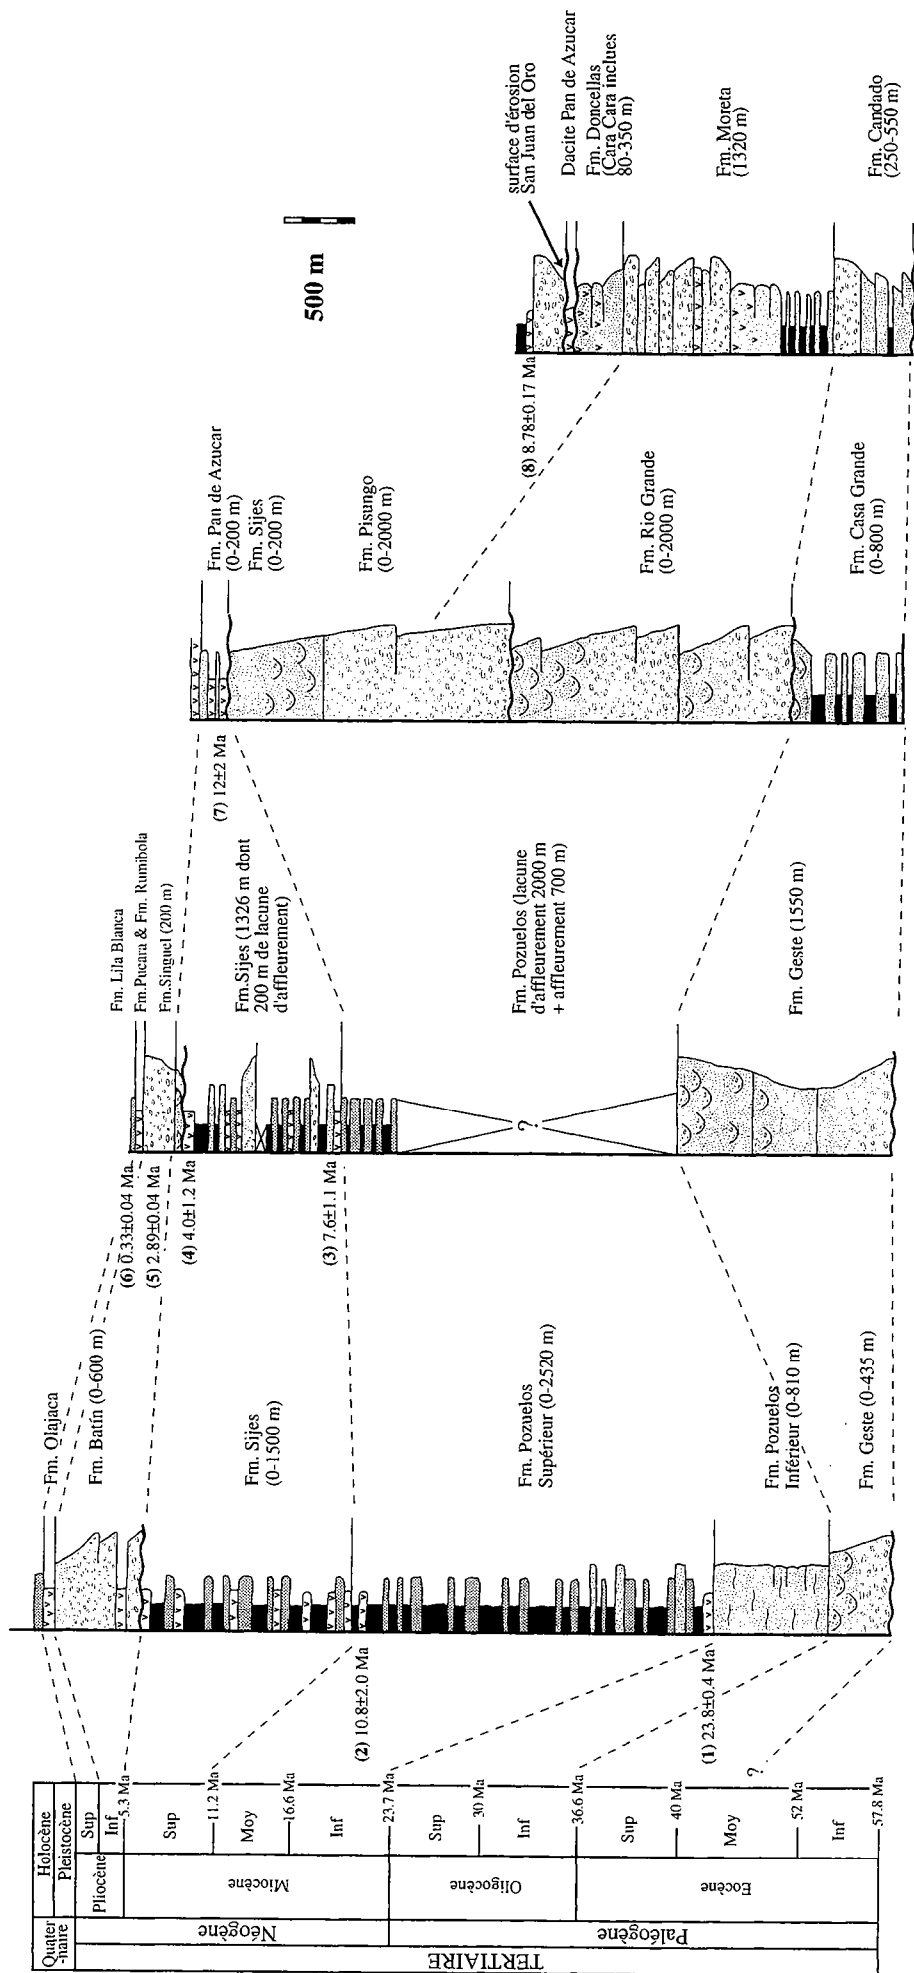 Quater
-naire
Holocène
Pleistocène
TERTIAIRE
Néogène
Paléogène
Pliocène
Miocène
Oligocène
Eocène
Sup
Inf
5.3 Ma
Sup
11.2 Ma
Moy
16.6 Ma
Inf
23.7 Ma
Sup
30 Ma
Inf
36.6 Ma
Sup
40 Ma
Moy
52 Ma
Inf
57.8 Ma
?
(2) 10.8±2.0 Ma
(1) 23.8±0.4 Ma
Fm. Olajaca
Fm. Batín (0-600 m)
Fm. Sijes
(0-1500 m)
Fm. Pozuelos
Supérieur (0-2520 m)
Fm. Pozuelos
Inférieur (0-810 m)
Fm. Geste (0-435 m)
(6) 0.33±0.04 Ma
(5) 2.89±0.04 Ma
(4) 4.0±1.2 Ma
(3) 7.6±1.1 Ma
?
Fm. Lila Blanca
Fm.Pucara & Fm. Rumibola
Fm.Singuel (200 m)
Fm.Sijes (1326 m dont
200 m de lacune
d'affleurement)
Fm. Pozuelos (lacune
d'affleurement 2000 m
+ affleurement 700 m)
Fm. Geste (1550 m)
(7) 12±2 Ma
Fm. Pan de Azucar
(0-200 m)
Fm. Sijes
(0-200 m)
Fm. Pisungo
(0-2000 m)
Fm. Rio Grande
(0-2000 m)
Fm. Casa Grande
(0-800 m)
500 m
(8) 8.78±0.17 Ma
surface d'érosion
San Juan del Oro
Dacite Pan de Azucar
Fm. Doncellas
(Cara Cara inclues
80-350 m)
Fm. Moreta
(1320 m)
Fm. Candado
(250-550 m)